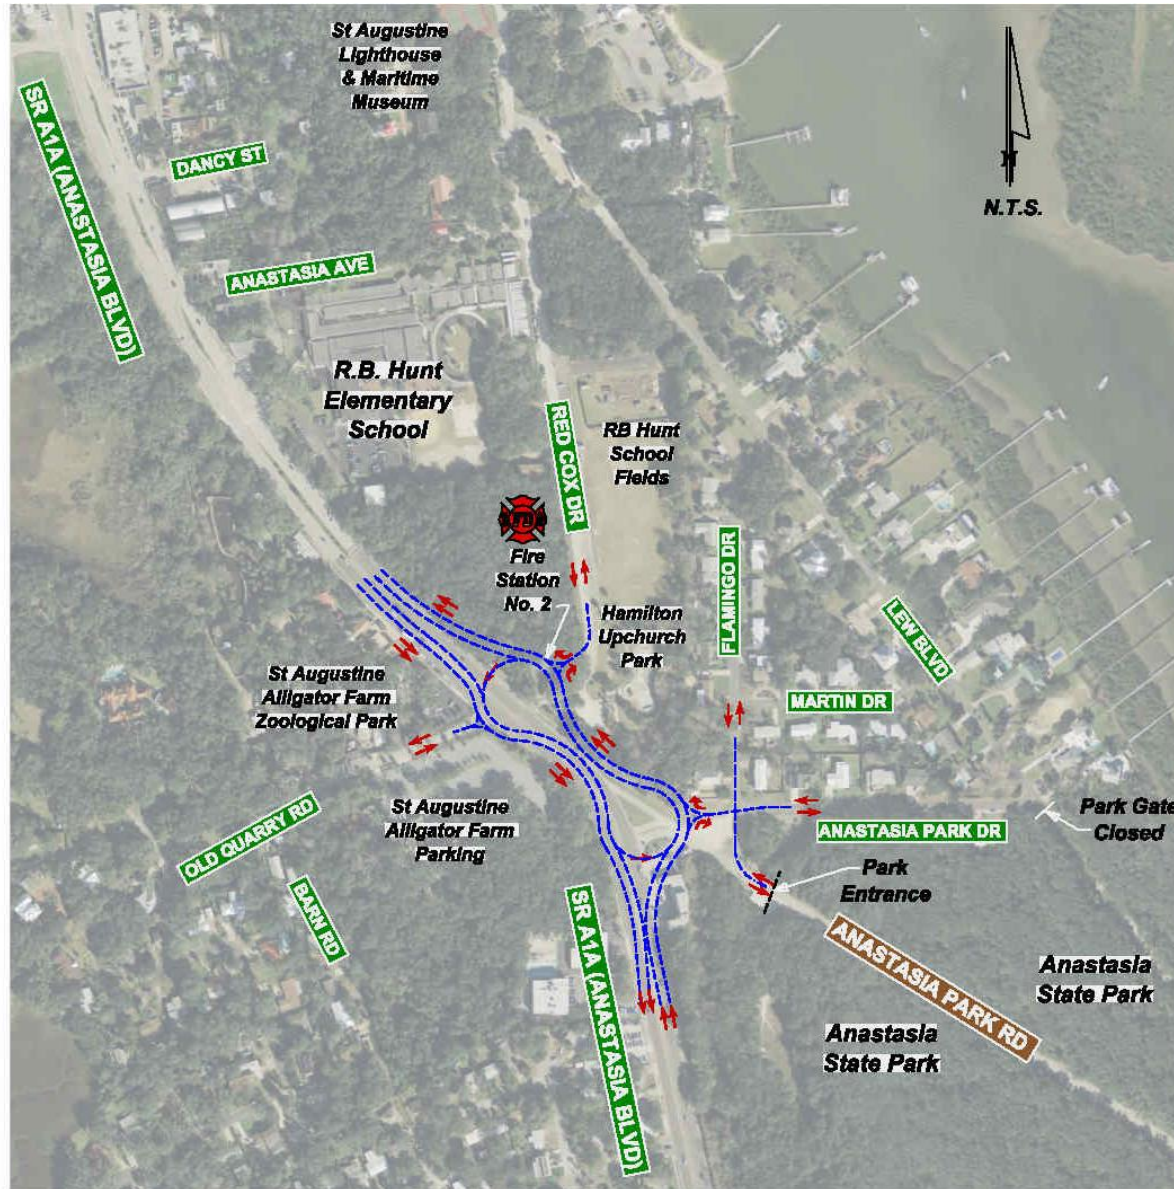 St Augustine
Lighthouse
& Maritime
Museum
SR A1A (ANASTASIA BLVD)
DANCY ST
N
N.T.S.
ANASTASIA AVE
R.B. Hunt
Elementary
School
RED COX DR
RB Hunt
School
Fields
FD
Fire
Station
No. 2
FLAMINGO DR
Hamilton
Upchurch
Park
LEW BLVD
St Augustine
Alligator Farm
Zoological Park
MARTIN DR
St Augustine
Alligator Farm
Parking
OLD QUARRY RD
BARN RD
Park Gate
Closed
ANASTASIA PARK DR
Park
Entrance
SR A1A (ANASTASIA BLVD)
ANASTASIA PARK RD
Anastasia
State Park
Anastasia
State Park